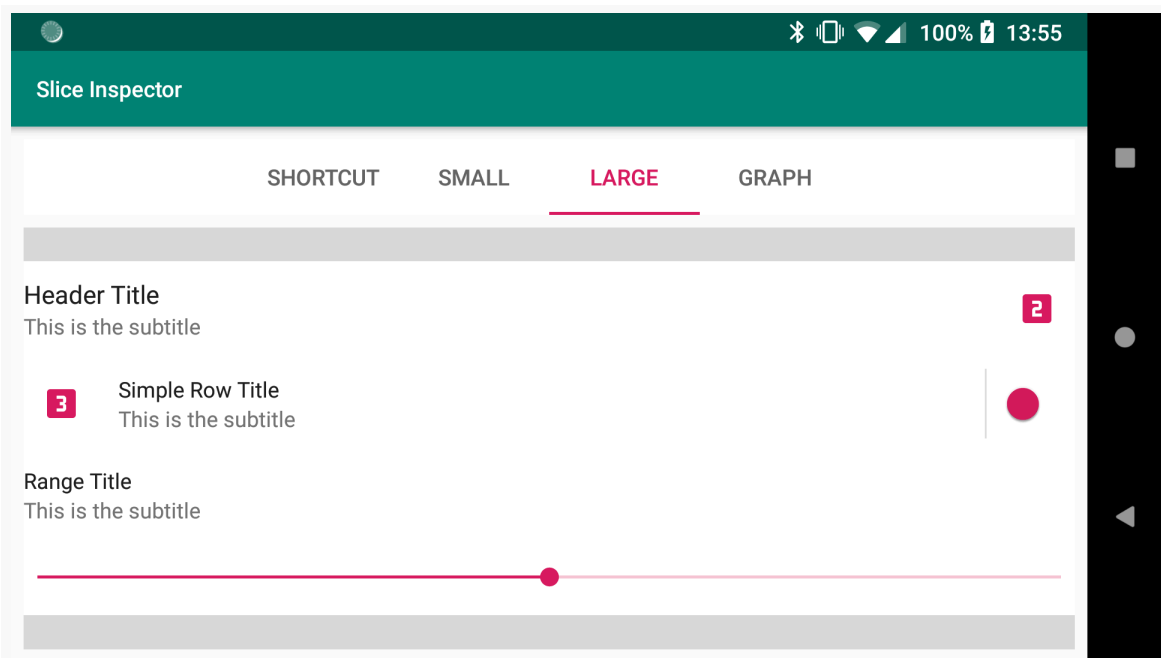 100% 13:55
Slice Inspector
SHORTCUT SMALL LARGE GRAPH
Header Title
This is the subtitle
2
3
Simple Row Title
This is the subtitle
Range Title
This is the subtitle